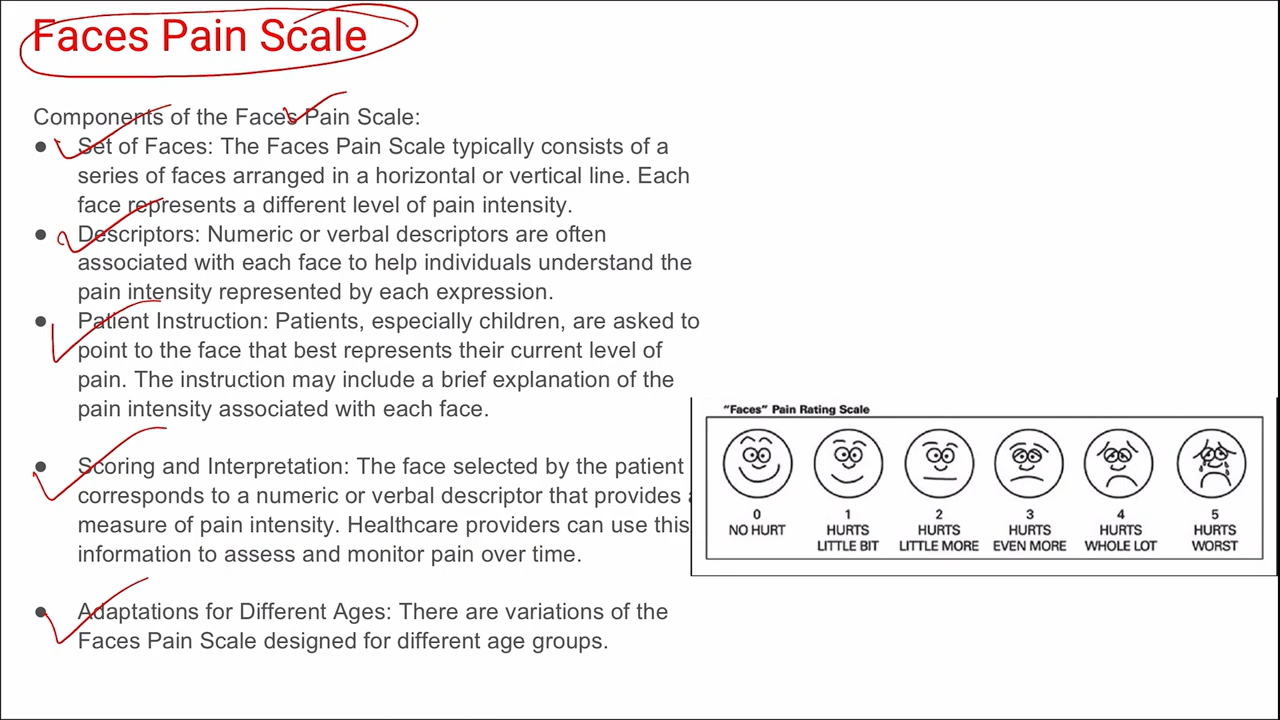 Faces Pain Scale
Components of the Faces Pain Scale:
● Set of Faces: The Faces Pain Scale typically consists of a
series of faces arranged in a horizontal or vertical line. Each
face represents a different level of pain intensity.
● Descriptors: Numeric or verbal descriptors are often
associated with each face to help individuals understand the
pain intensity represented by each expression.
● Patient Instruction: Patients, especially children, are asked to
point to the face that best represents their current level of
pain. The instruction may include a brief explanation of the
pain intensity associated with each face.
● Scoring and Interpretation: The face selected by the patient
corresponds to a numeric or verbal descriptor that provides a
measure of pain intensity. Healthcare providers can use this
information to assess and monitor pain over time.
● Adaptations for Different Ages: There are variations of the
Faces Pain Scale designed for different age groups.
"Faces" Pain Rating Scale
0 1 2 3 4 5
NO HURT HURTS HURTS HURTS HURTS HURTS
LITTLE BIT LITTLE MORE EVEN MORE WHOLE LOT WORST